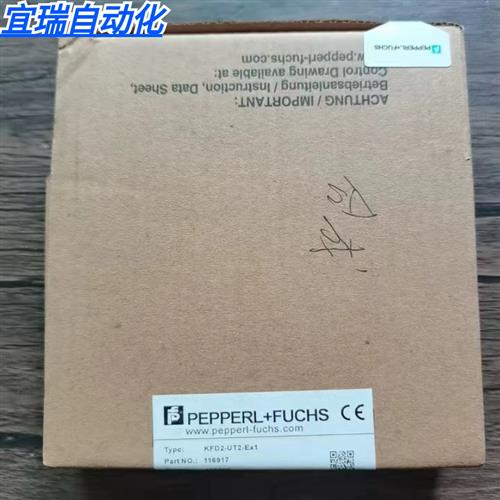 宜瑞自动化
PEPPERL+FUCHS
ACHTUNG / IMPORTANT:
Betriebsanleitung / Instruction, Data Sheet,
Control Drawing available at:
www.pepperl-fuchs.com
PEPPERL+FUCHS CE
www.pepperl-fuchs.com
Type: KFD2-UT2-Ex1
Part NO.: 116917